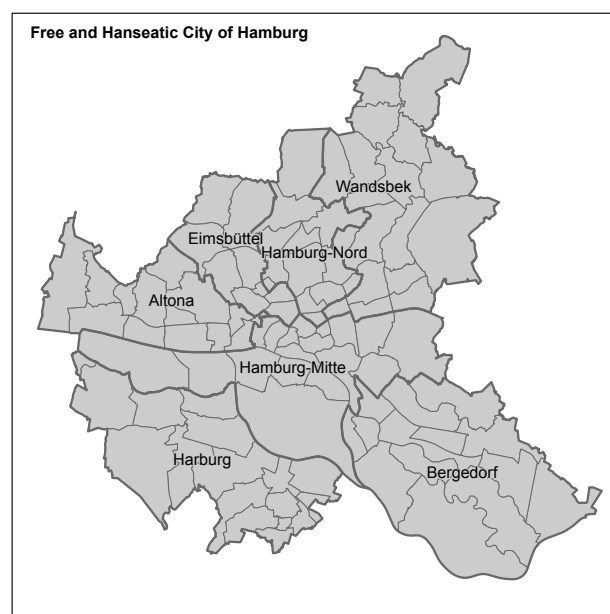 Free and Hanseatic City of Hamburg
Wandsbek
Eimsbüttel
Hamburg-Nord
Altona
Hamburg-Mitte
Harburg
Bergedorf